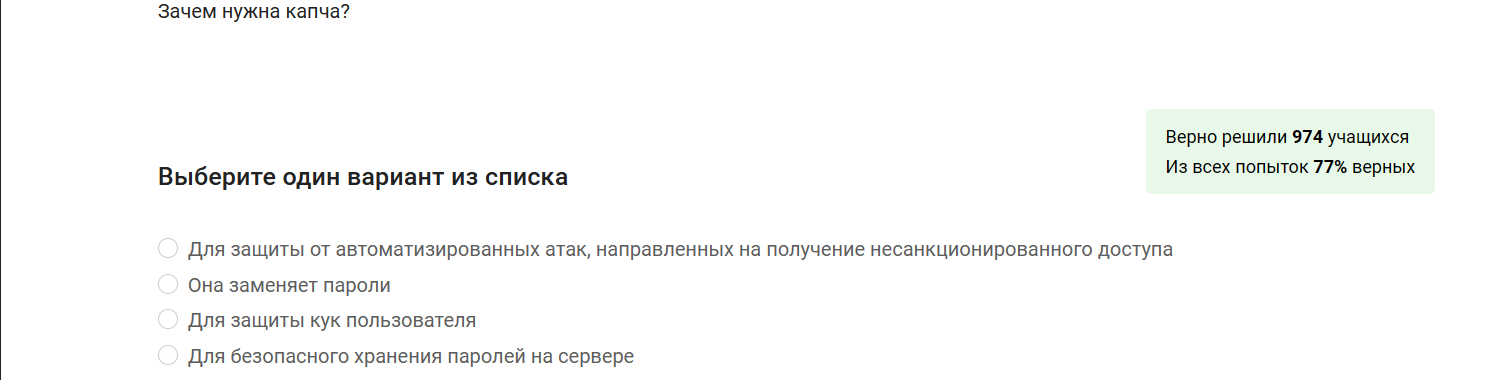 Зачем нужна капча?
Верно решили 974 учащихся
Из всех попыток 77% верных
Выберите один вариант из списка
Для защиты от автоматизированных атак, направленных на получение несанкционированного доступа
Она заменяет пароли
Для защиты кук пользователя
Для безопасного хранения паролей на сервере